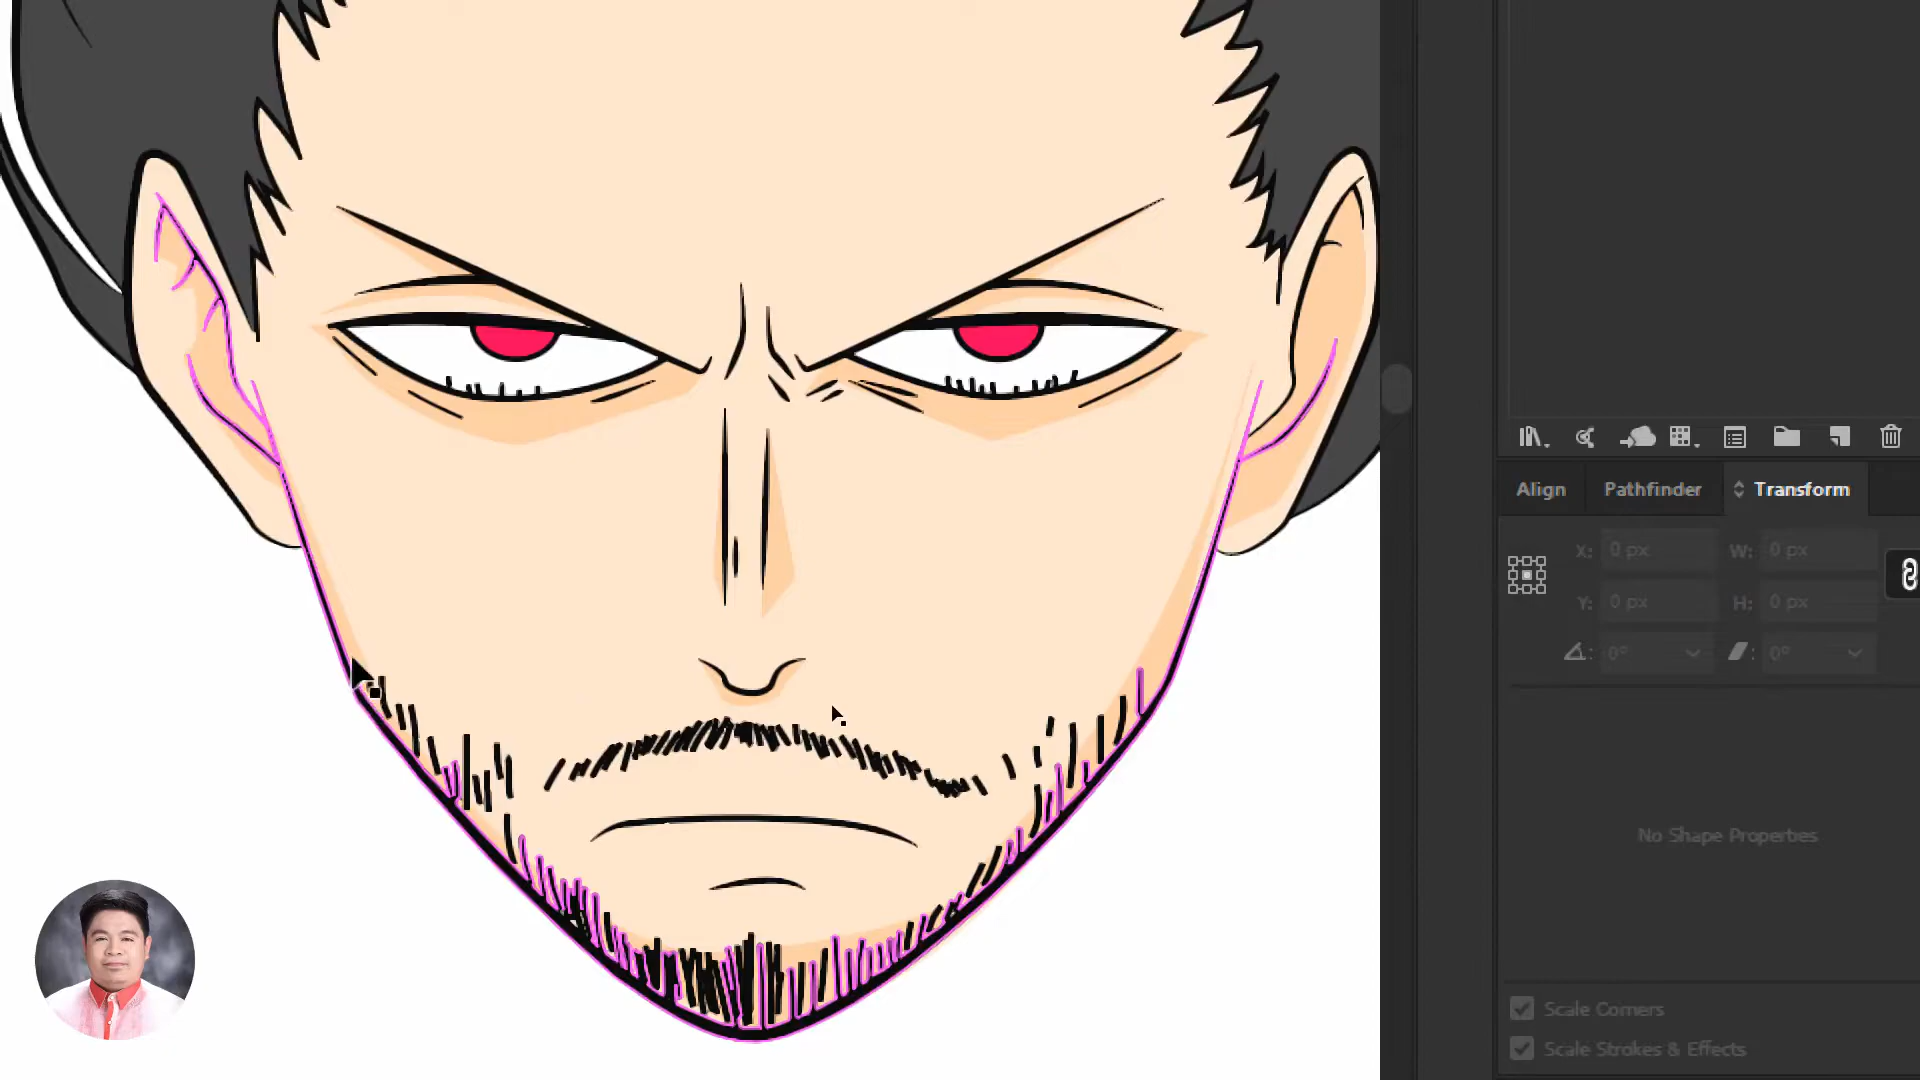 Align Pathfinder Transform
X: 0 px W: 0 px
Y: 0 px H: 0 px
0° 0°
No Shape Properties
Scale Corners
Scale Strokes & Effects